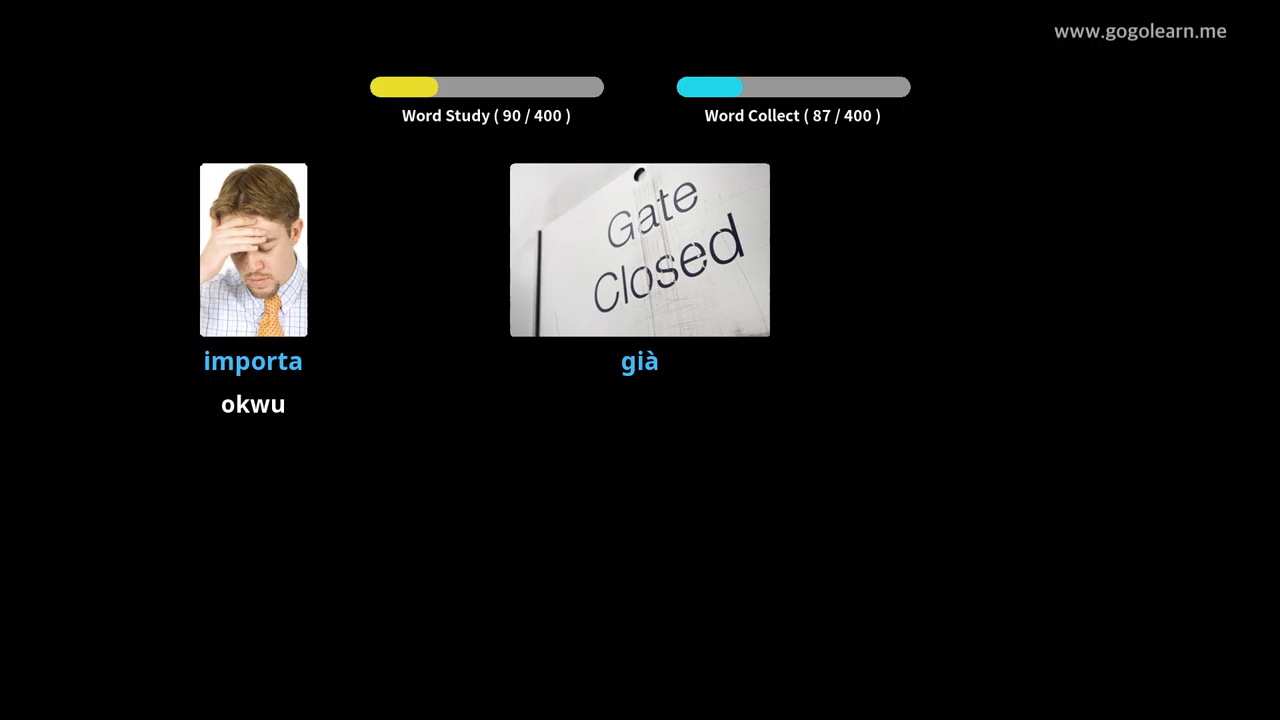 www.gogolearn.me
Word Study ( 90 / 400 )
Word Collect ( 87 / 400 )
Gate
Closed
importa
già
okwu